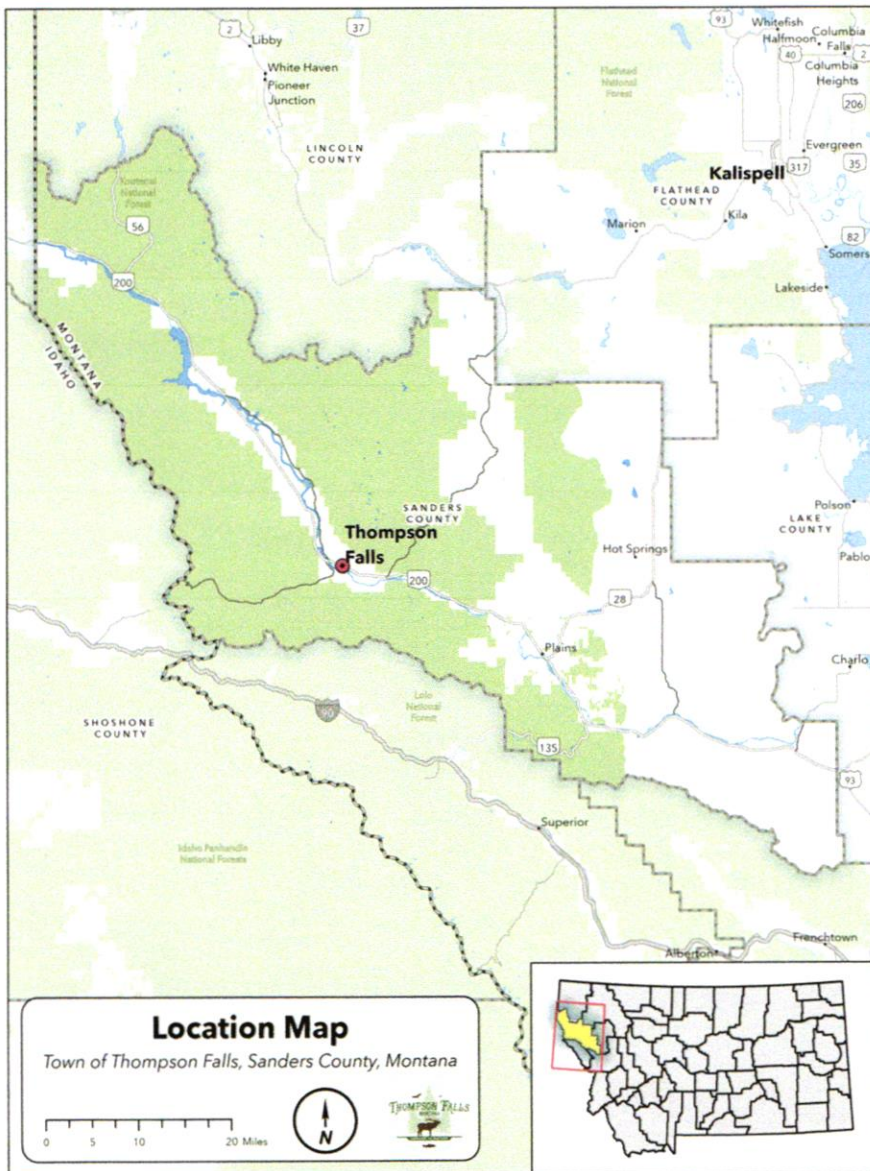 93
Whitefish
Columbia
Falls
Halfmoon
2
Libby
37
40
2
White Haven
Pioneer
Junction
Flathead
National
Forest
Columbia
Heights
206
LINCOLN
COUNTY
Evergreen
Kalispell
317
35
Kootenai
National
Forest
FLATHEAD
COUNTY
56
Marion
Kila
82
Somers
200
Lakeside
MONTANA
IDAHO
SANDERS
COUNTY
Polson
LAKE
COUNTY
Thompson
Falls
Hot Springs
Pablo
200
28
Plains
Charlo
Lolo
National
Forest
90
SHOSHONE
COUNTY
135
93
Superior
Idaho Panhandle
National Forests
Alberton
Frenchtown
Location Map
Town of Thompson Falls, Sanders County, Montana
0 5 10 20 Miles
N
THOMPSON FALLS